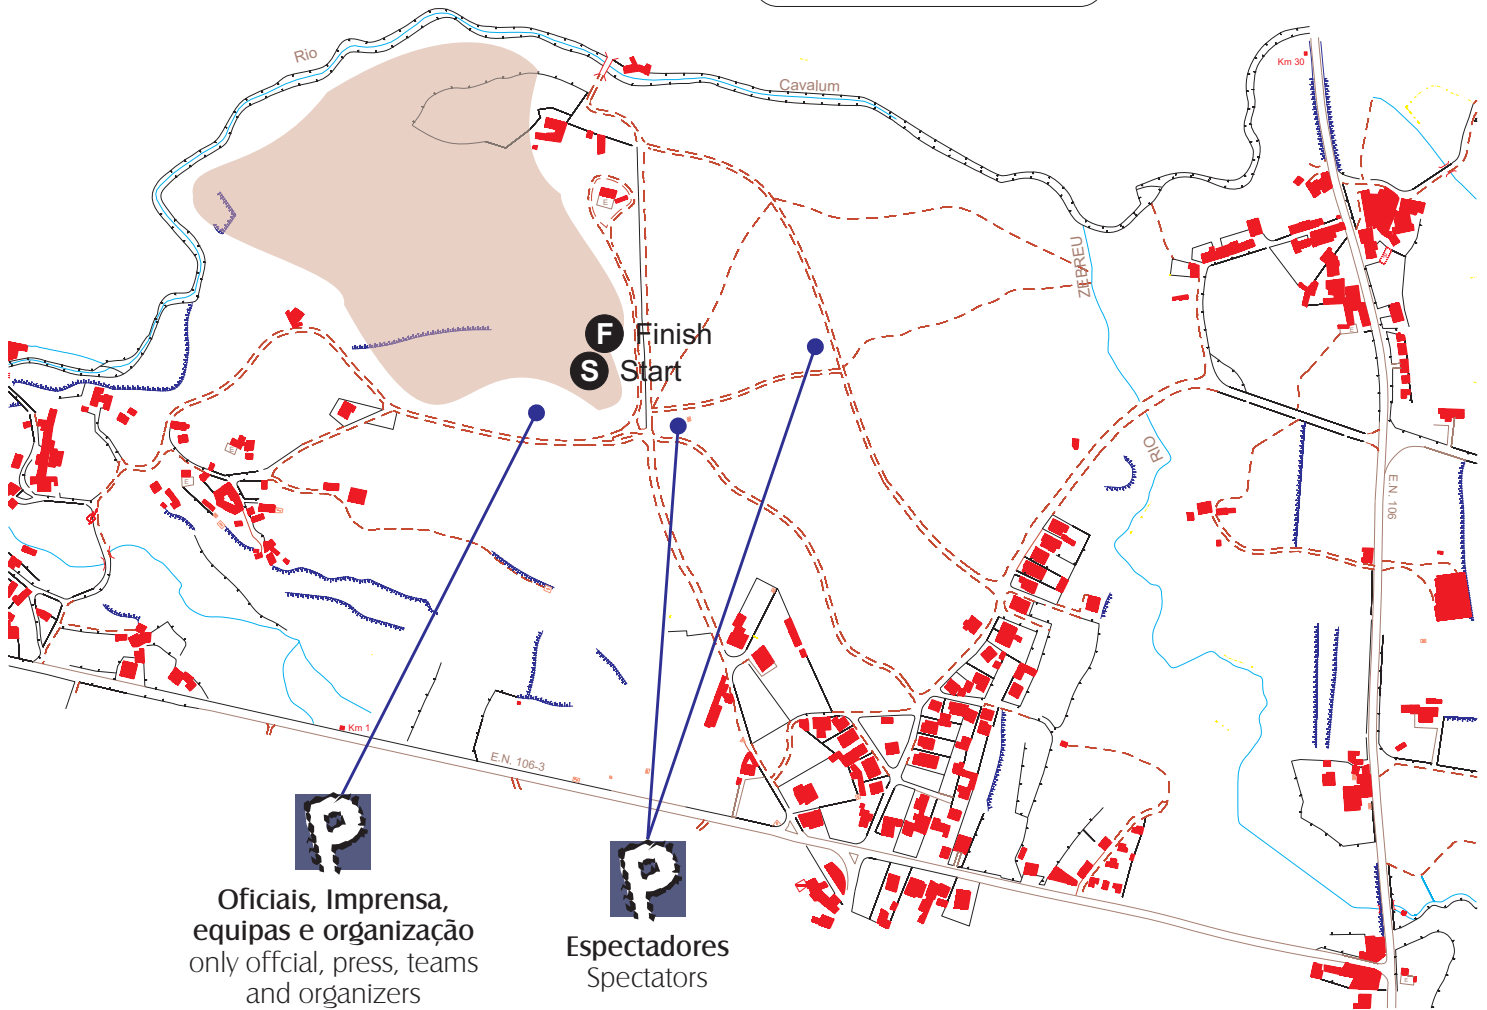 Rio
Cavalum
Km 30
ZEBREU
F Finish
S Start
RIO
E.N. 106
Km 1
E.N. 106-3
P
P
Oficiais, Imprensa,
equipas e organização
only offcial, press, teams
and organizers
Espectadores
Spectators